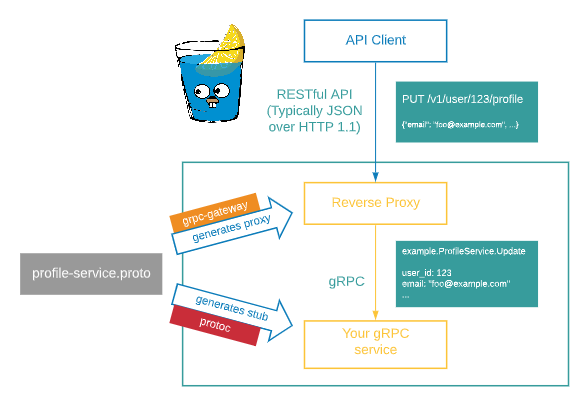 API Client
RESTful API
(Typically JSON
over HTTP 1.1)
PUT /v1/user/123/profile
{"email": "foo@example.com", ...}
grpc-gateway
generates proxy
Reverse Proxy
profile-service.proto
gRPC
example.ProfileService.Update
user_id: 123
email: "foo@example.com"
...
generates stub
protoc
Your gRPC
service